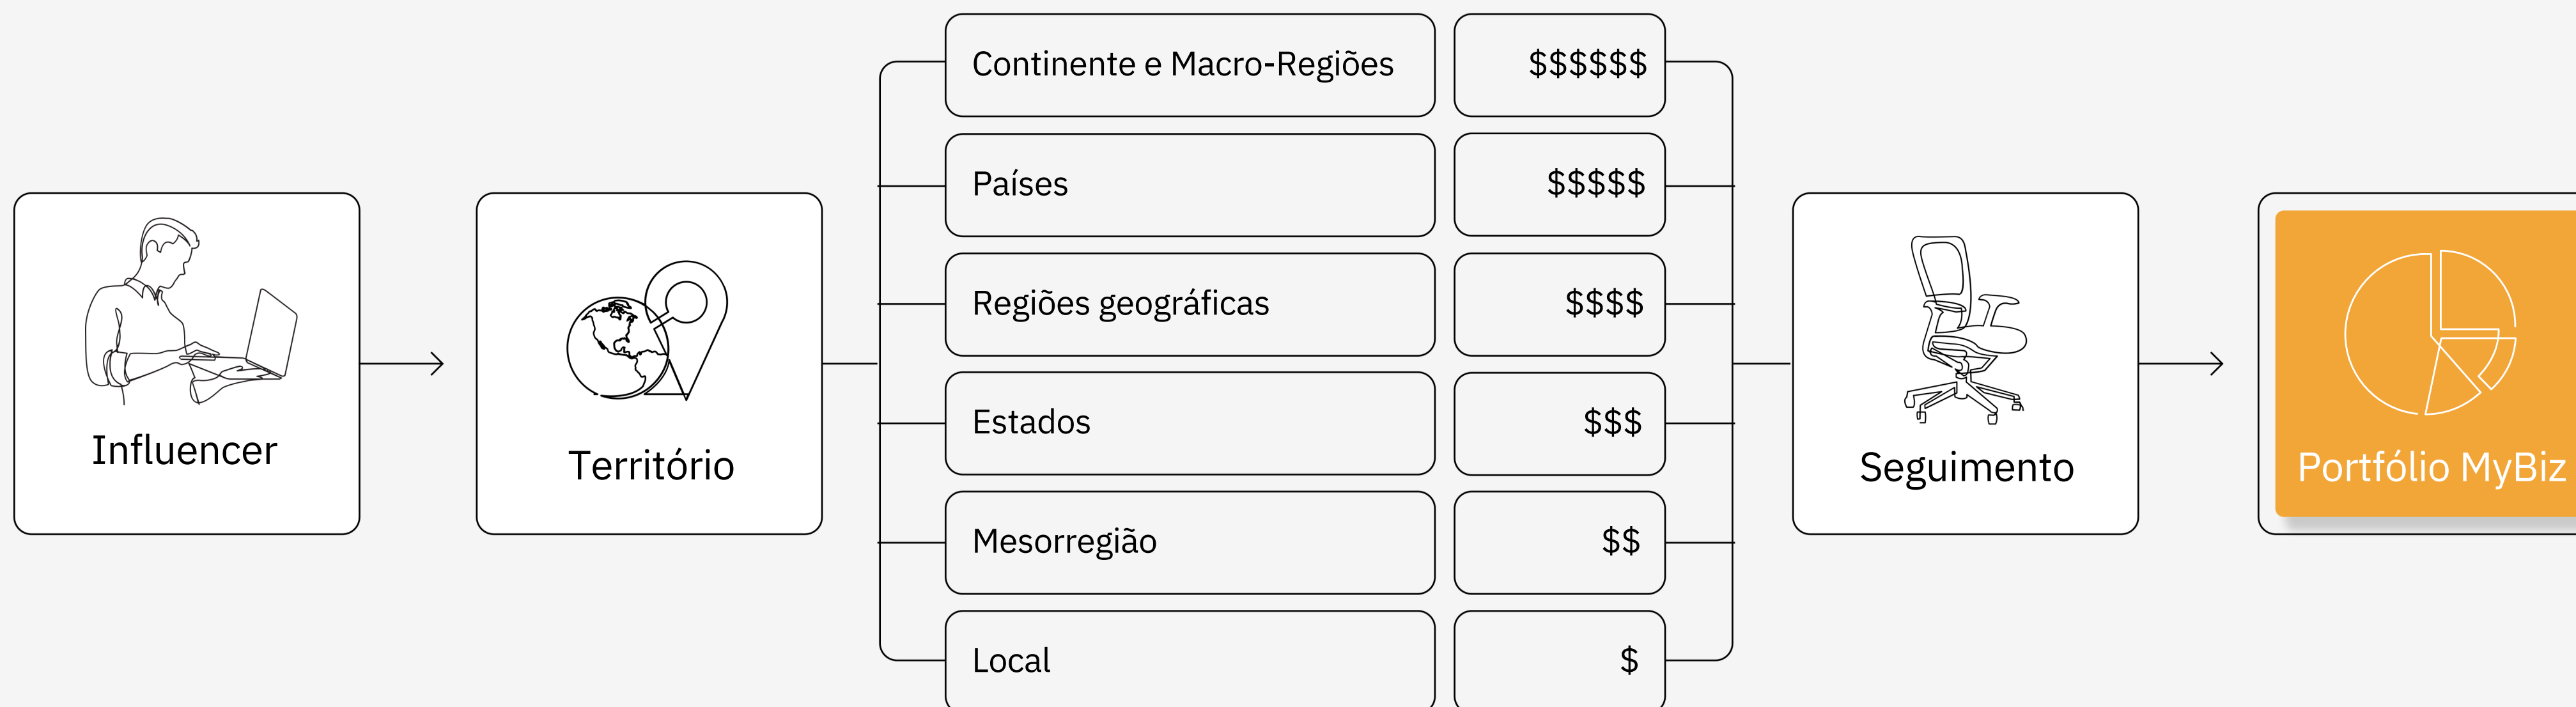 Influencer
Território
Continente e Macro-Regiões
$$$$$$
Países
$$$$$
Regiões geográficas
$$$$
Estados
$$$
Mesorregião
$$
Local
$
Seguimento
Portfólio MyBiz